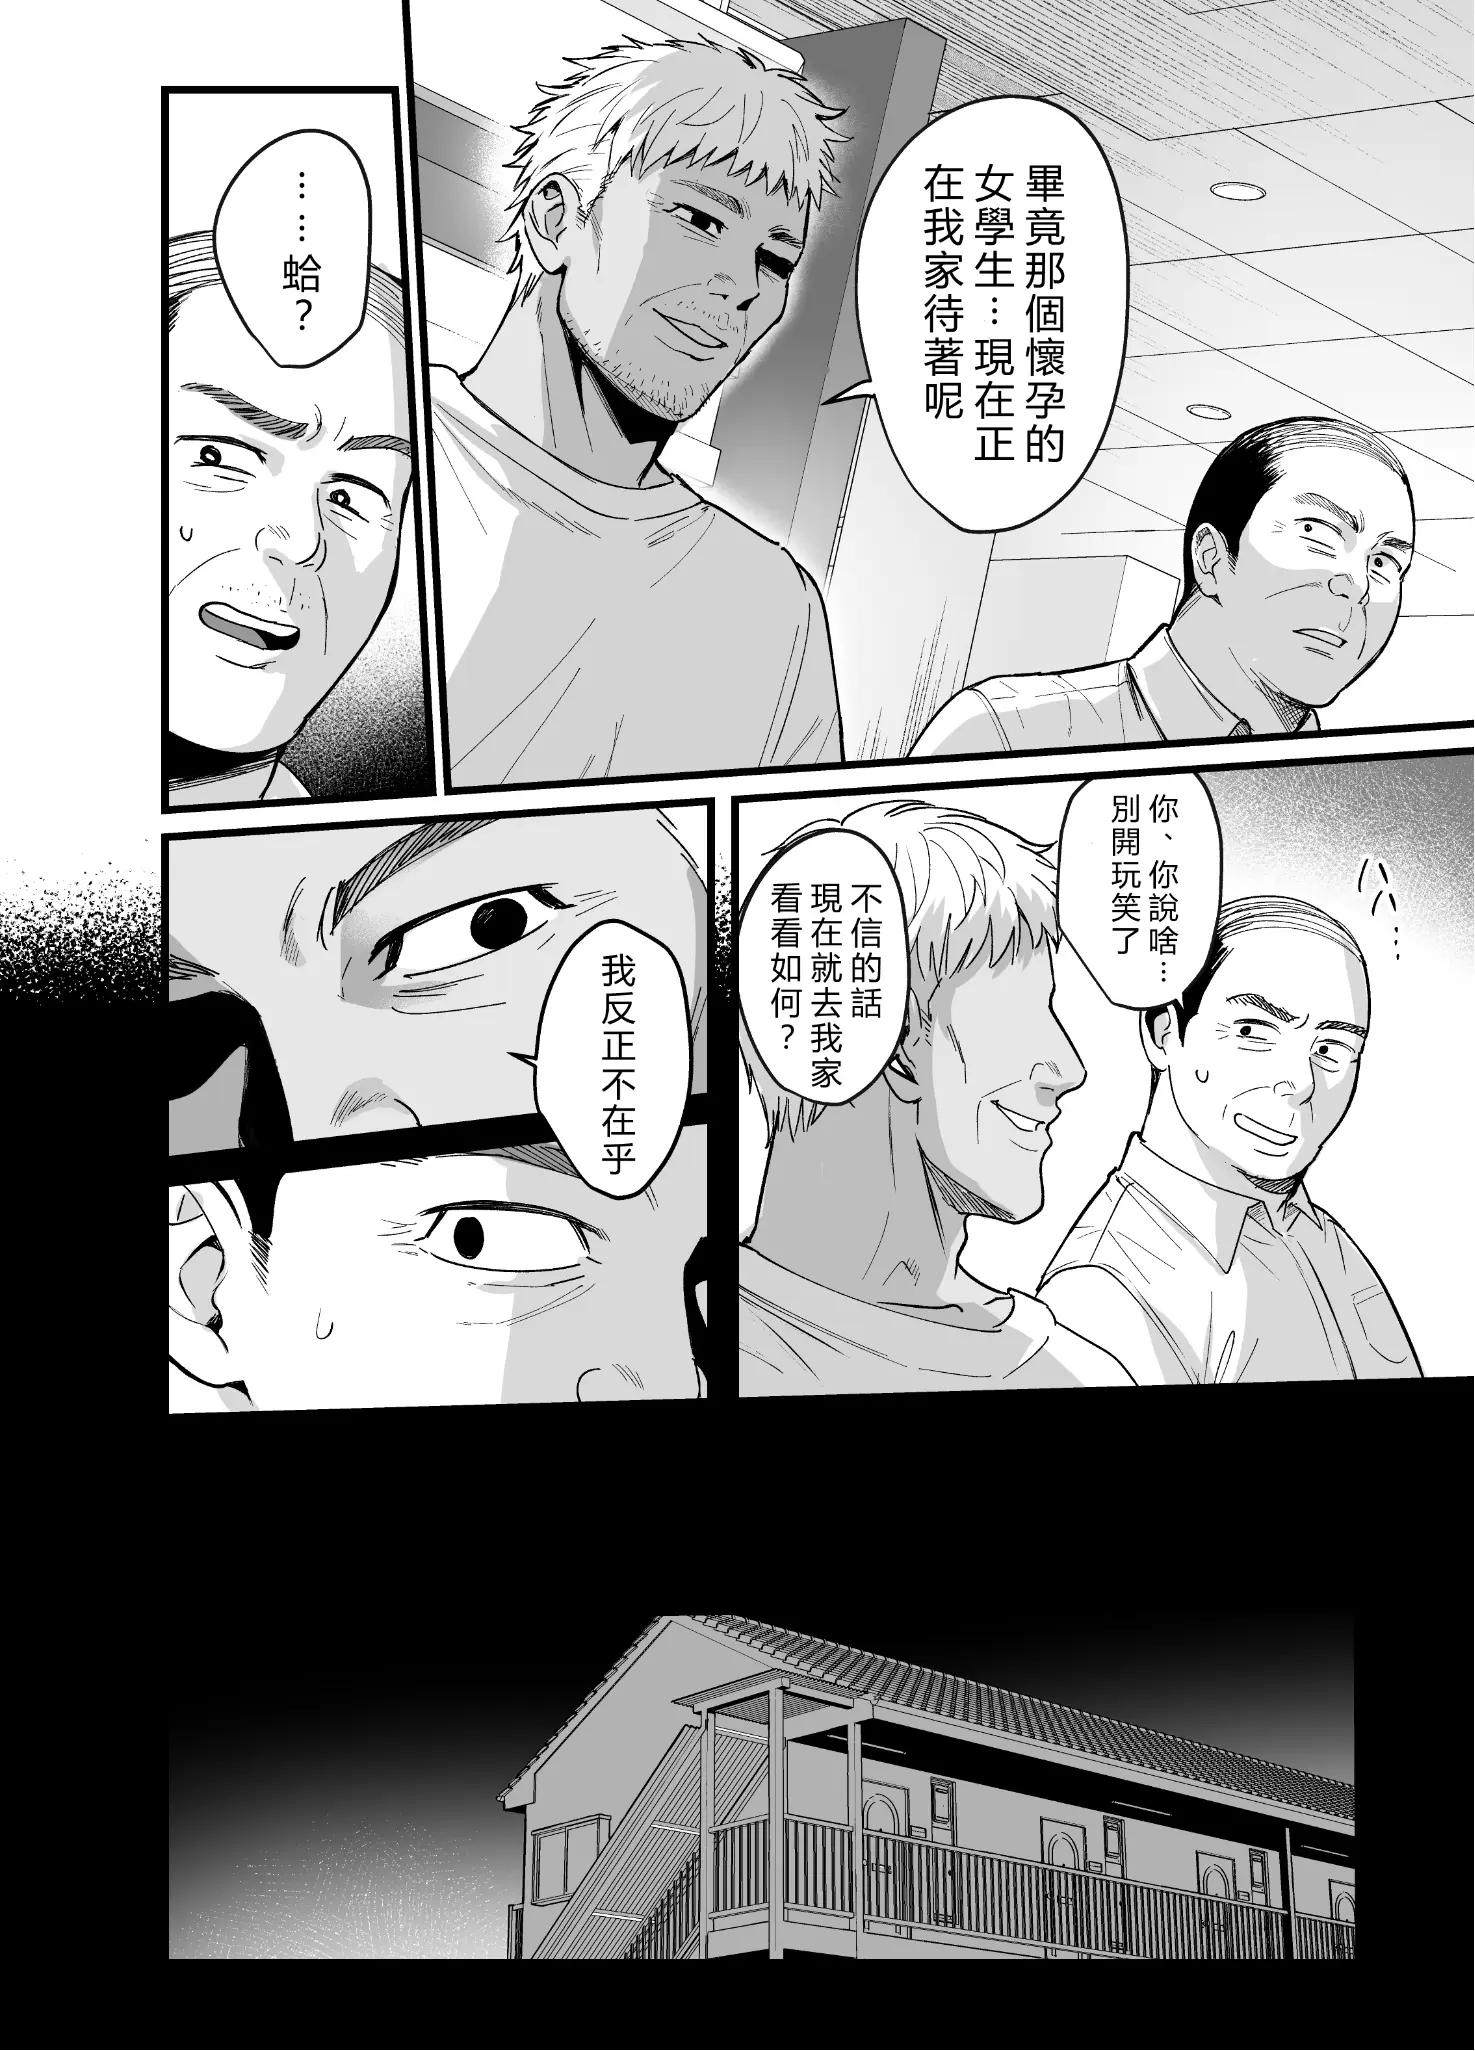 畢竟那個懷孕的
女學生…現在正
在我家待著呢
……蛤？
你、你說啥…
別開玩笑了
不信的話
現在就去我家
看看如何？
我反正不在乎